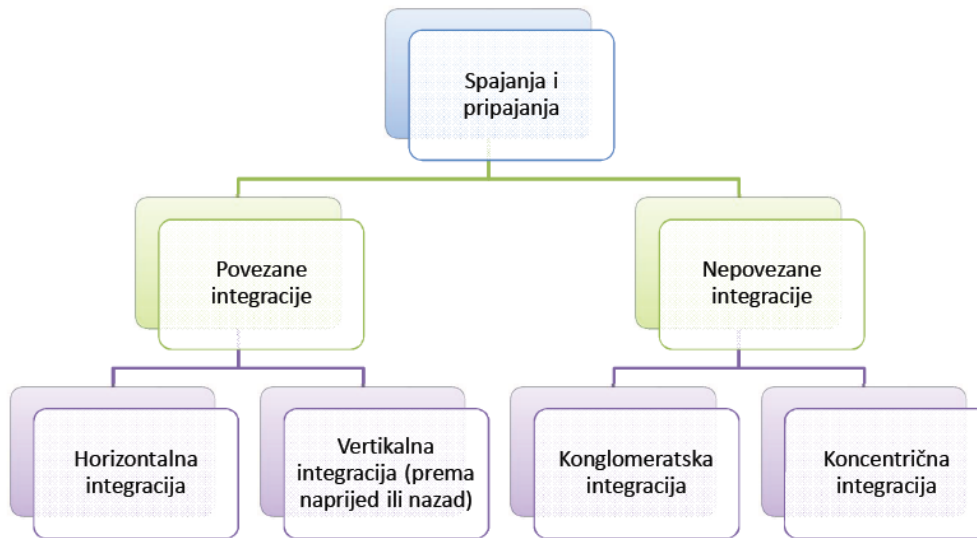 Spajanja i
pripajanja
Povezane
integracije
Nepovezane
integracije
Horizontalna
integracija
Vertikalna
integracija (prema
naprijed ili nazad)
Konglomeratska
integracija
Koncentrična
integracija